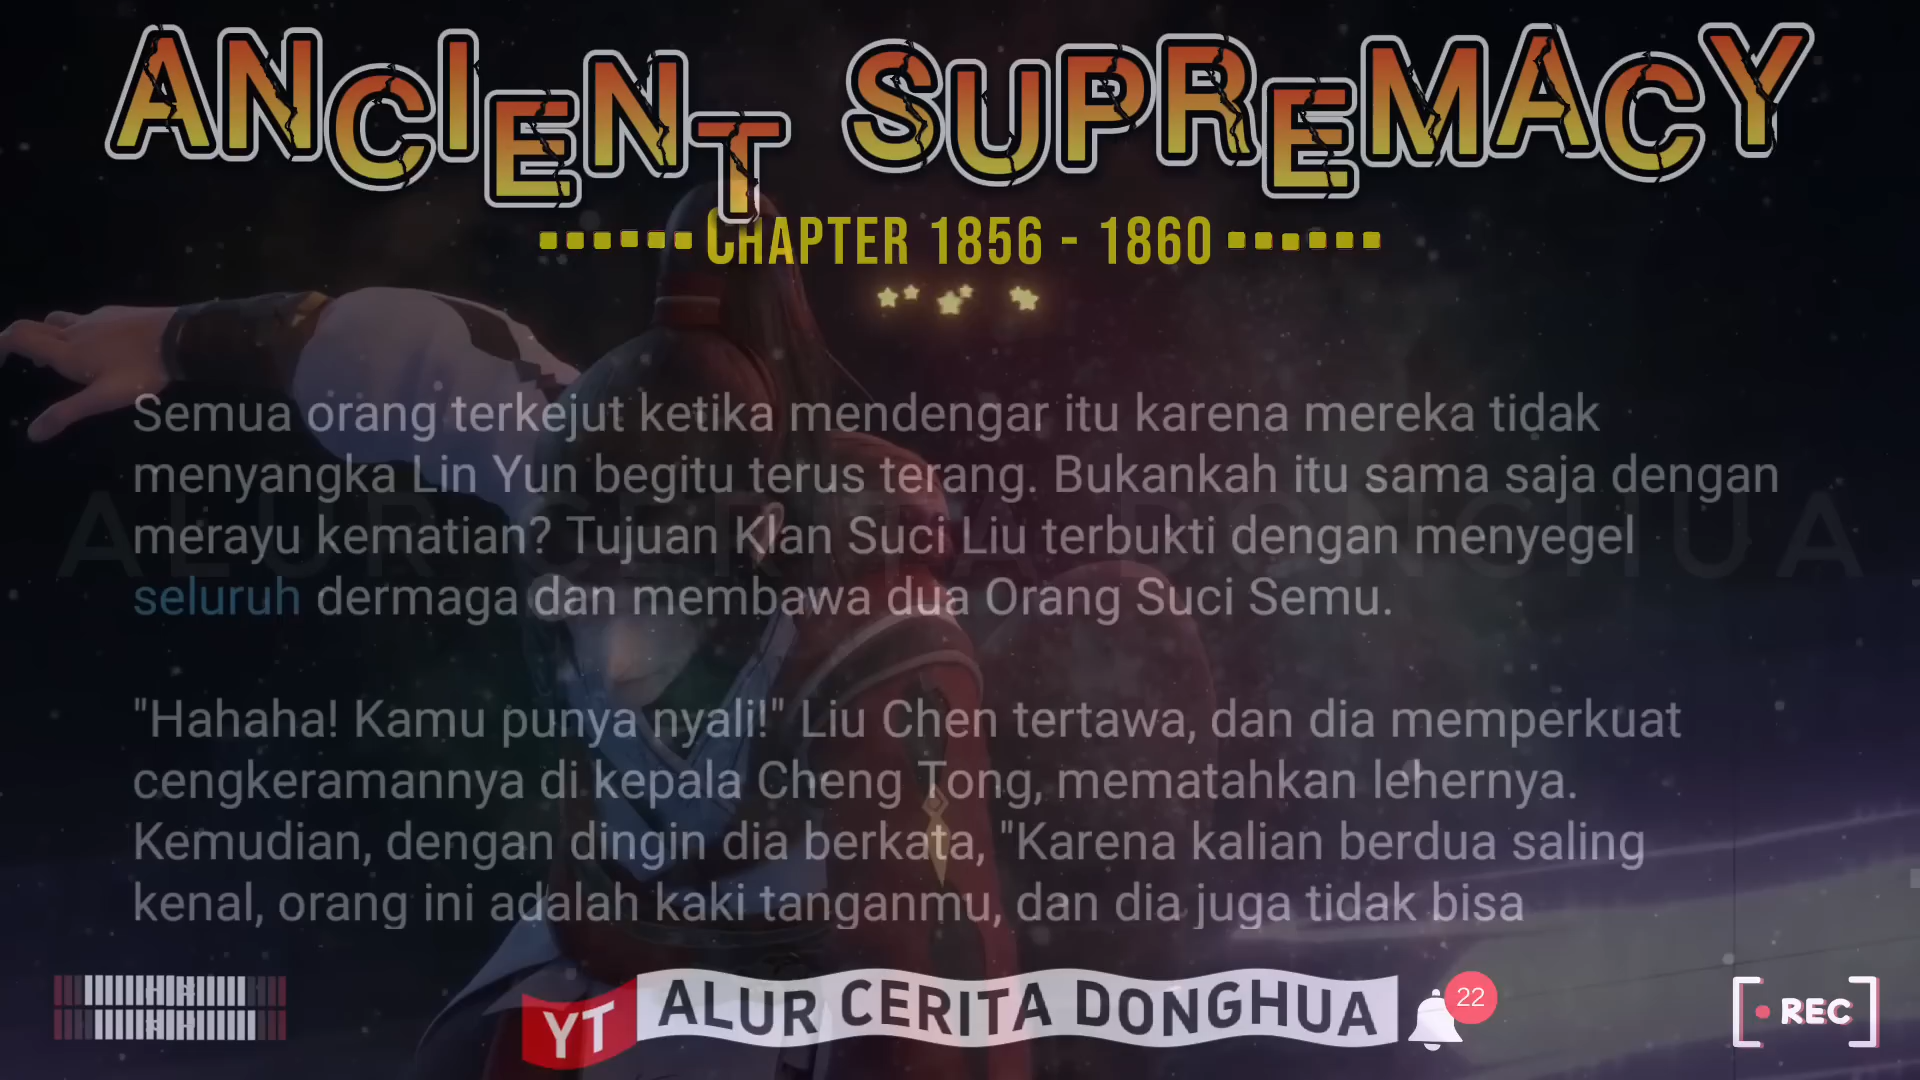 ANCIENT SUPREMACY
CHAPTER 1856 - 1860
Semua orang terkejut ketika mendengar itu karena mereka tidak
menyangka Lin Yun begitu terus terang. Bukankah itu sama saja dengan
merayu kematian? Tujuan Klan Suci Liu terbukti dengan menyegel
seluruh dermaga dan membawa dua Orang Suci Semu.
ALUR CERITA DONGHUA
"Hahaha! Kamu punya nyali!" Liu Chen tertawa, dan dia memperkuat
cengkeramannya di kepala Cheng Tong, mematahkan lehernya.
Kemudian, dengan dingin dia berkata, "Karena kalian berdua saling
kenal, orang ini adalah kaki tanganmu, dan dia juga tidak bisa
YT ALUR CERITA DONGHUA 22
REC